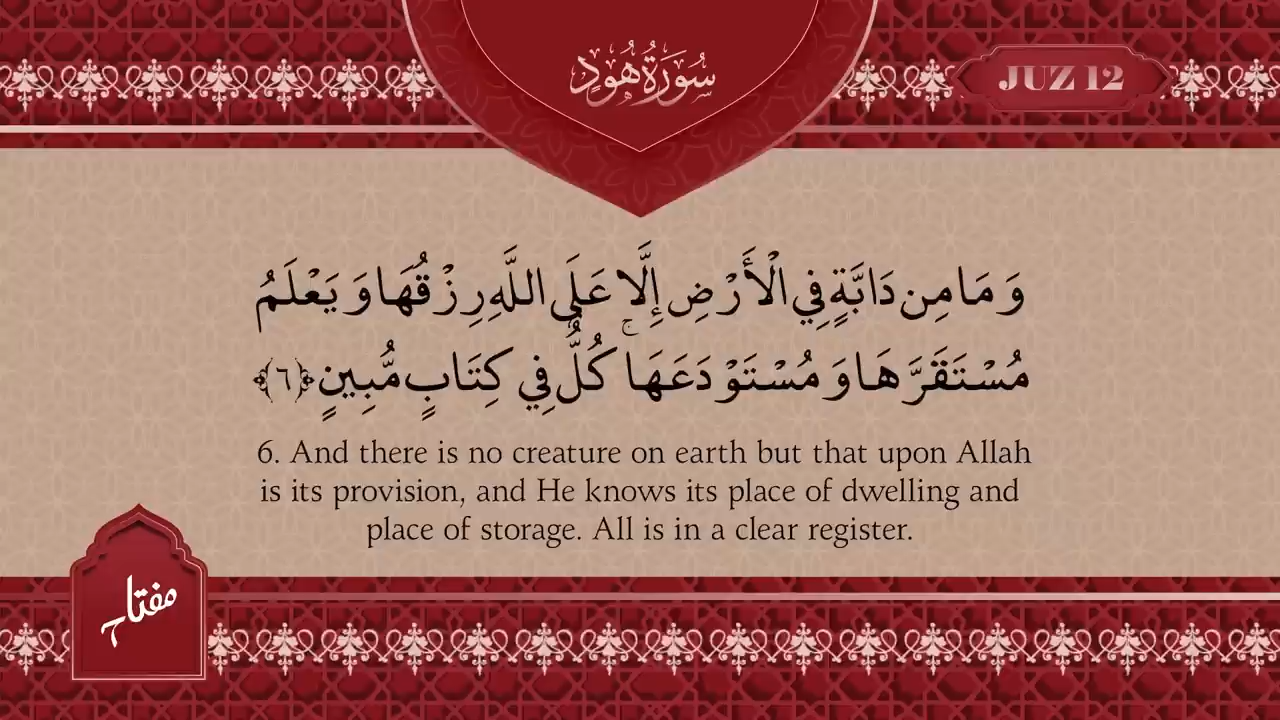 سُورَةُ هُودٍ
JUZ 12
وَمَا مِن دَابَّةٍ فِي الْأَرْضِ إِلَّا عَلَى اللَّهِ رِزْقُهَا وَيَعْلَمُ
مُسْتَقَرَّهَا وَمُسْتَوْدَعَهَا ۚ كُلٌّ فِي كِتَابٍ مُّبِينٍ ﴿٦﴾
6. And there is no creature on earth but that upon Allah
is its provision, and He knows its place of dwelling and
place of storage. All is in a clear register.
مفتاح